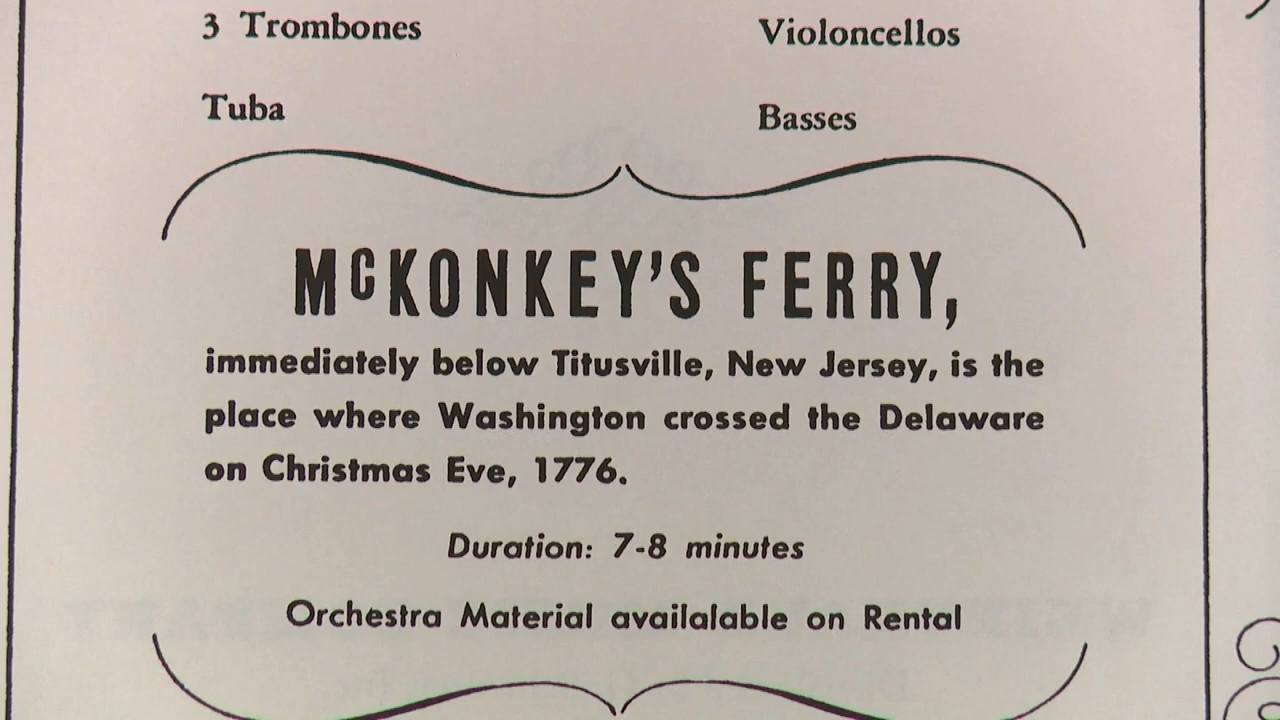 3 Trombones
Violoncellos
Tuba
Basses
McKONKEY'S FERRY,
immediately below Titusville, New Jersey, is the
place where Washington crossed the Delaware
on Christmas Eve, 1776.
Duration: 7-8 minutes
Orchestra Material availalable on Rental